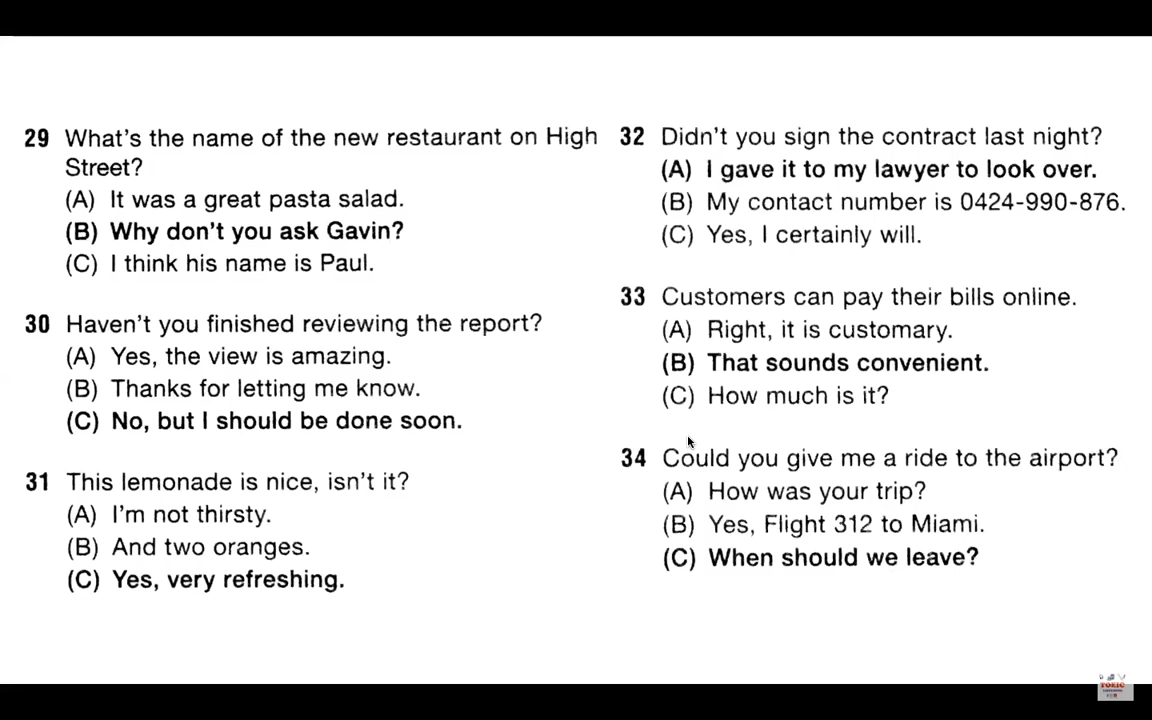 29 What's the name of the new restaurant on High
Street?
(A) It was a great pasta salad.
(B) Why don't you ask Gavin?
(C) I think his name is Paul.
30 Haven't you finished reviewing the report?
(A) Yes, the view is amazing.
(B) Thanks for letting me know.
(C) No, but I should be done soon.
31 This lemonade is nice, isn't it?
(A) I'm not thirsty.
(B) And two oranges.
(C) Yes, very refreshing.
32 Didn't you sign the contract last night?
(A) I gave it to my lawyer to look over.
(B) My contact number is 0424-990-876.
(C) Yes, I certainly will.
33 Customers can pay their bills online.
(A) Right, it is customary.
(B) That sounds convenient.
(C) How much is it?
34 Could you give me a ride to the airport?
(A) How was your trip?
(B) Yes, Flight 312 to Miami.
(C) When should we leave?
TOEIC